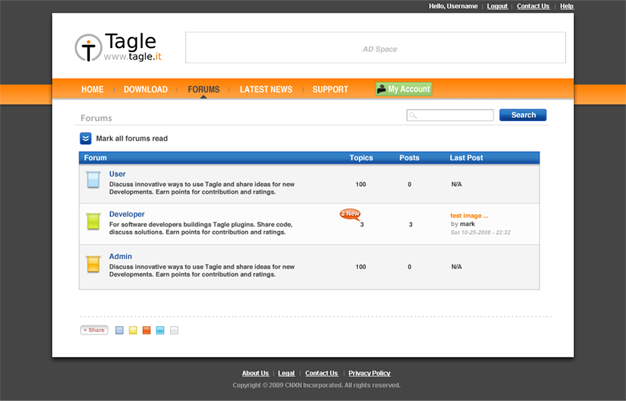 Hello, Username | Logout | Contact Us | Help
Tagle
www.tagle.it
AD Space
HOME DOWNLOAD FORUMS LATEST NEWS SUPPORT My Account
Forums
Search
Mark all forums read
Forum Topics Posts Last Post
User
Discuss innovative ways to use Tagle and share ideas for new
Developments. Earn points for contribution and ratings.
100 0 N/A
Developer
For software developers buildings Tagle plugins. Share code,
discuss solutions. Earn points for contribution and ratings.
2 New
3 3
test image ...
by mark
Sat 10-25-2008 - 22:32
Admin
Discuss innovative ways to use Tagle and share ideas for new
Developments. Earn points for contribution and ratings.
100 0 N/A
+ Share
About Us | Legal | Contact Us | Privacy Policy
Copyright © 2009 CNXN Incorporated. All rights reserved.